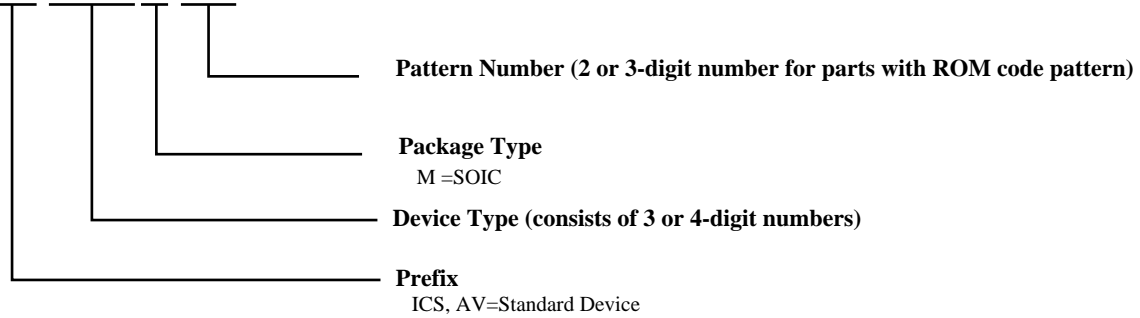 Pattern Number (2 or 3-digit number for parts with ROM code pattern)
Package Type
M =SOIC
Device Type (consists of 3 or 4-digit numbers)
Prefix
ICS, AV=Standard Device